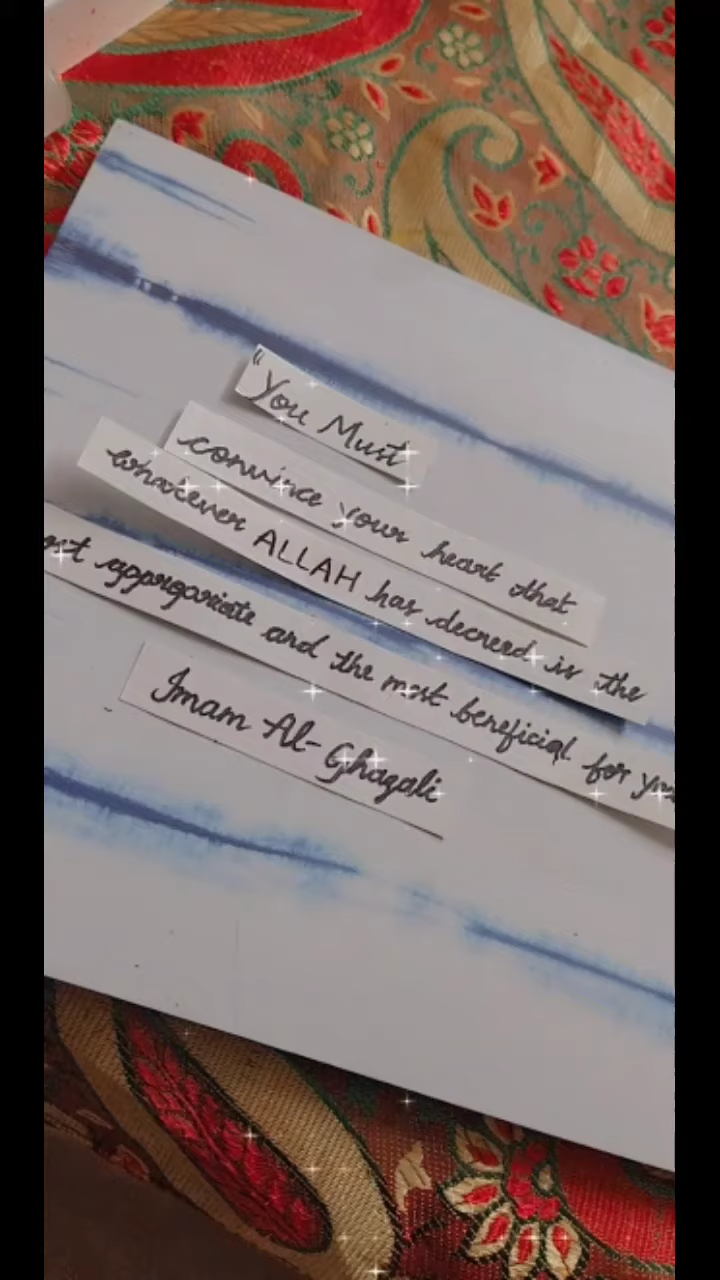 "You Must
convince your heart that
whatever ALLAH has decreed is the
appropriate and the most beneficial for
Imam Al-Ghazali